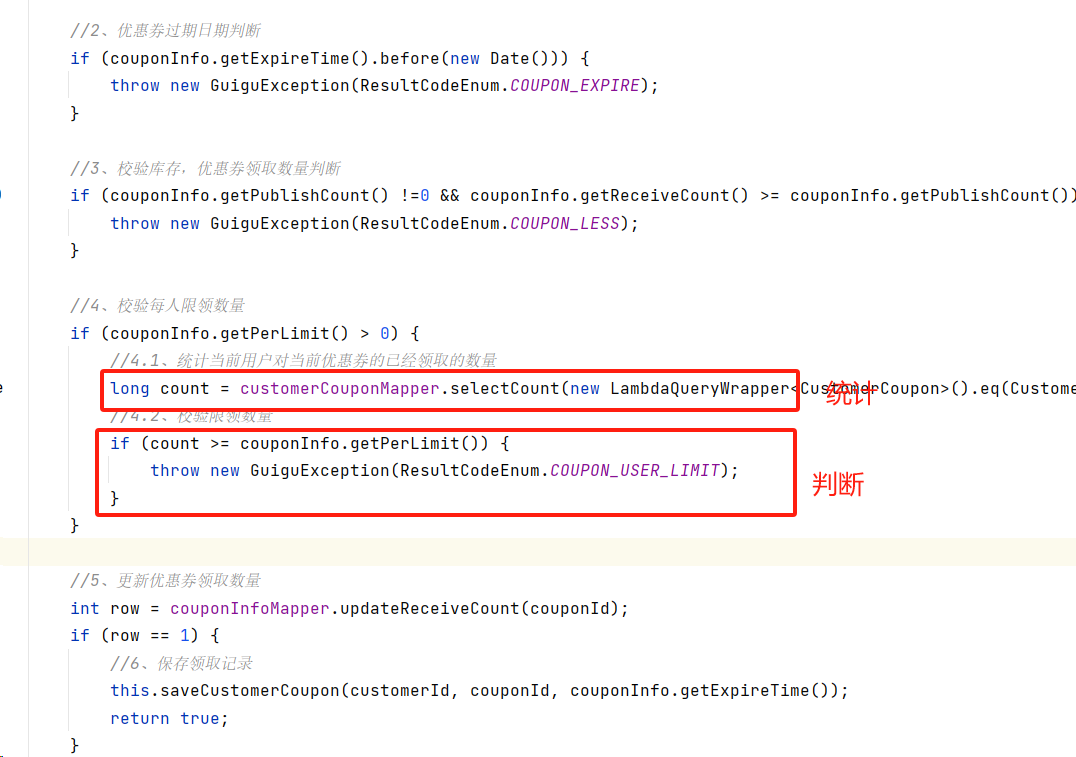 //2、优惠券过期日期判断
if (couponInfo.getExpireTime().before(new Date())) {
throw new GuiguException(ResultCodeEnum.COUPON_EXPIRE);
}
//3、校验库存，优惠券领取数量判断
if (couponInfo.getPublishCount() !=0 && couponInfo.getReceiveCount() >= couponInfo.getPublishCount())
throw new GuiguException(ResultCodeEnum.COUPON_LESS);
}
//4、校验每人限领数量
if (couponInfo.getPerLimit() > 0) {
//4.1、统计当前用户对当前优惠券的已经领取的数量
long count = customerCouponMapper.selectCount(new LambdaQueryWrapper<CustomerCoupon>().eq(Custome
统计
//4.2、校验限领数量
if (count >= couponInfo.getPerLimit()) {
throw new GuiguException(ResultCodeEnum.COUPON_USER_LIMIT);
判断
}
}
//5、更新优惠券领取数量
int row = couponInfoMapper.updateReceiveCount(couponId);
if (row == 1) {
//6、保存领取记录
this.saveCustomerCoupon(customerId, couponId, couponInfo.getExpireTime());
return true;
}